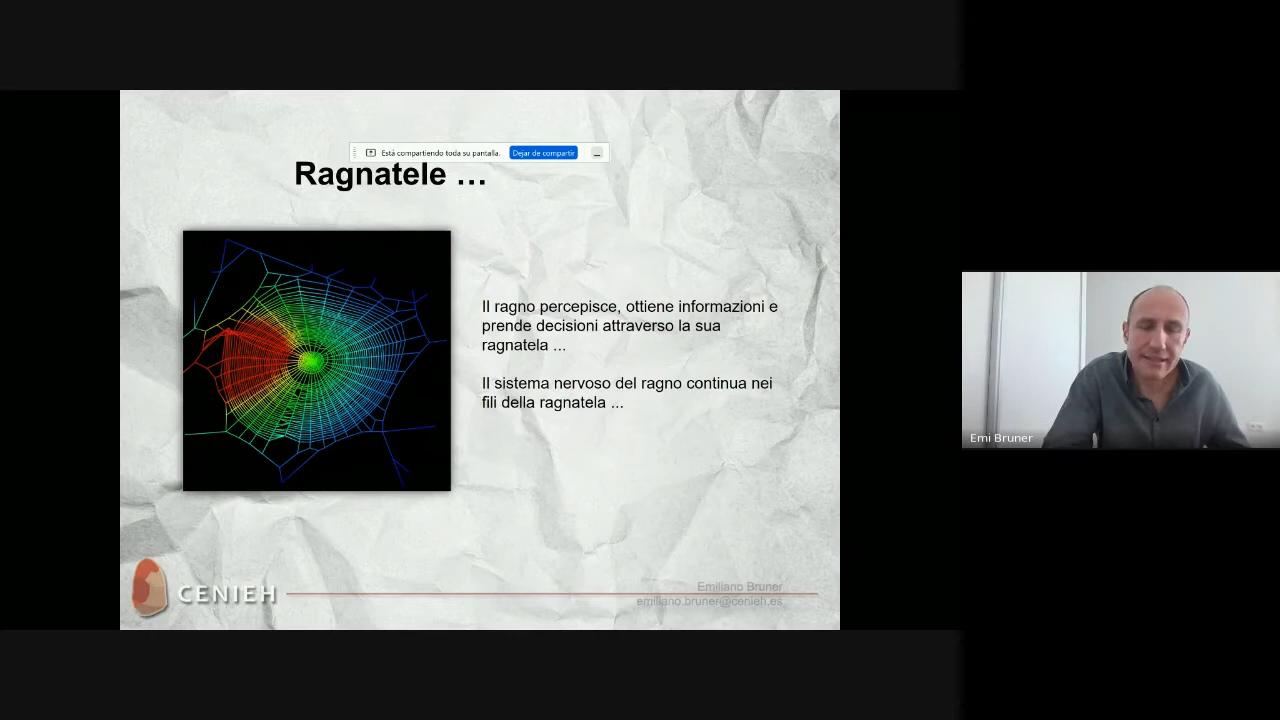 Está compartiendo toda su pantalla.
Dejar de compartir
Ragnatele ...
Il ragno percepisce, ottiene informazioni e
prende decisioni attraverso la sua
ragnatela ...
Il sistema nervoso del ragno continua nei
fili della ragnatela ...
Emi Bruner
CENIEH
Emiliano Bruner
emiliano.bruner@cenieh.es